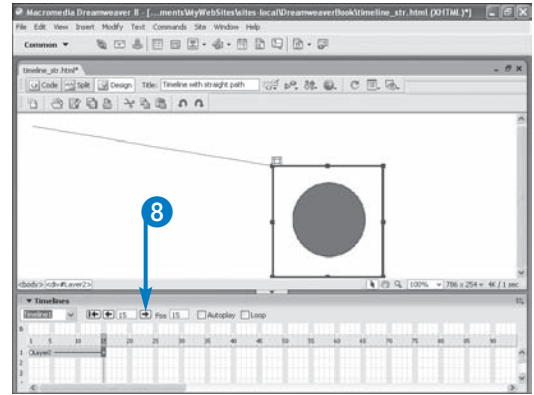 Macromedia Dreamweaver 8 - [...ments\MyWebSites\sites-local\DreamweaverBook\timeline_str.html (XHTML)*]
File Edit View Insert Modify Text Commands Site Window Help
Common
timeline_str.html*
Code Split Design Title: Timeline with straight path
8
<body> <div#Layer2> 100% 786 x 254 4K / 1 sec
Timelines
Timeline1 15 Fps 15 Autoplay Loop
B
1 5 10 15 20 25 30 35 40 45 50 55 60 65 70 75 80 85 90
1 Layer2
2
3